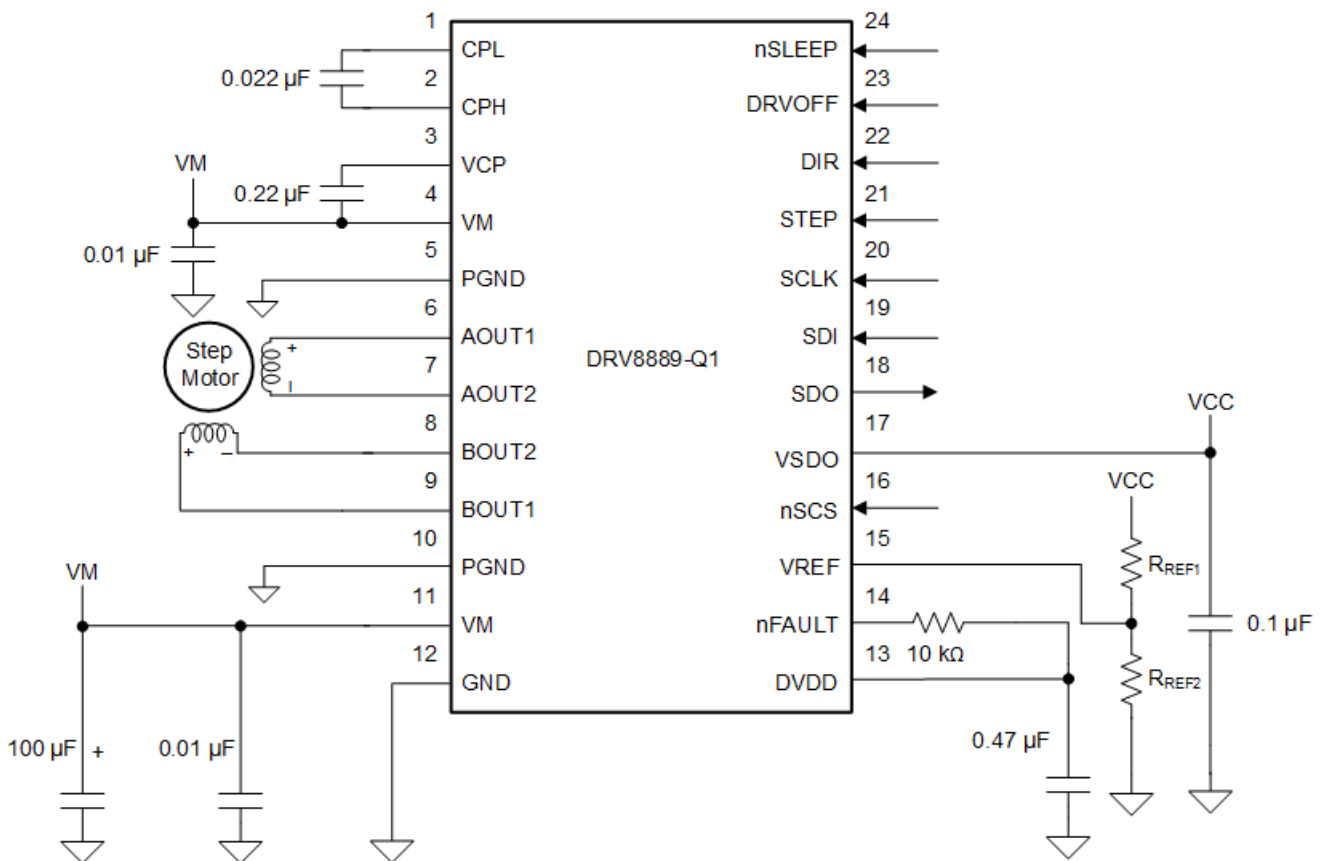 1
CPL
0.022 µF
2
CPH
3
VCP
VM
0.22 µF
4
VM
0.01 µF
5
PGND
6
AOUT1
Step
Motor
+
–
7
AOUT2
8
BOUT2
+ –
9
BOUT1
10
PGND
VM
11
VM
12
GND
100 µF +
0.01 µF
DRV8889-Q1
24
nSLEEP
23
DRVOFF
22
DIR
21
STEP
20
SCLK
19
SDI
18
SDO
VCC
17
VSDO
16
VCC
nSCS
15
VREF
RREF1
14
nFAULT
10 kΩ
0.1 µF
13
DVDD
RREF2
0.47 µF